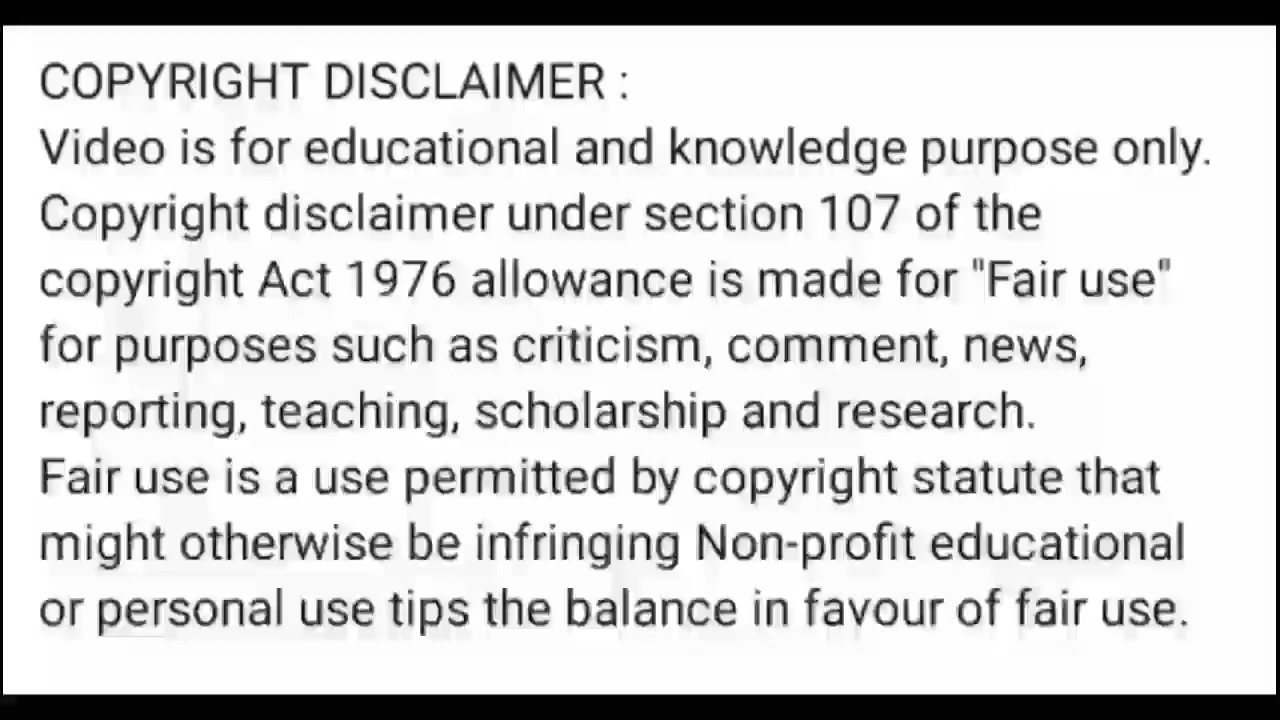 COPYRIGHT DISCLAIMER :
Video is for educational and knowledge purpose only.
Copyright disclaimer under section 107 of the
copyright Act 1976 allowance is made for "Fair use"
for purposes such as criticism, comment, news,
reporting, teaching, scholarship and research.
Fair use is a use permitted by copyright statute that
might otherwise be infringing Non-profit educational
or personal use tips the balance in favour of fair use.